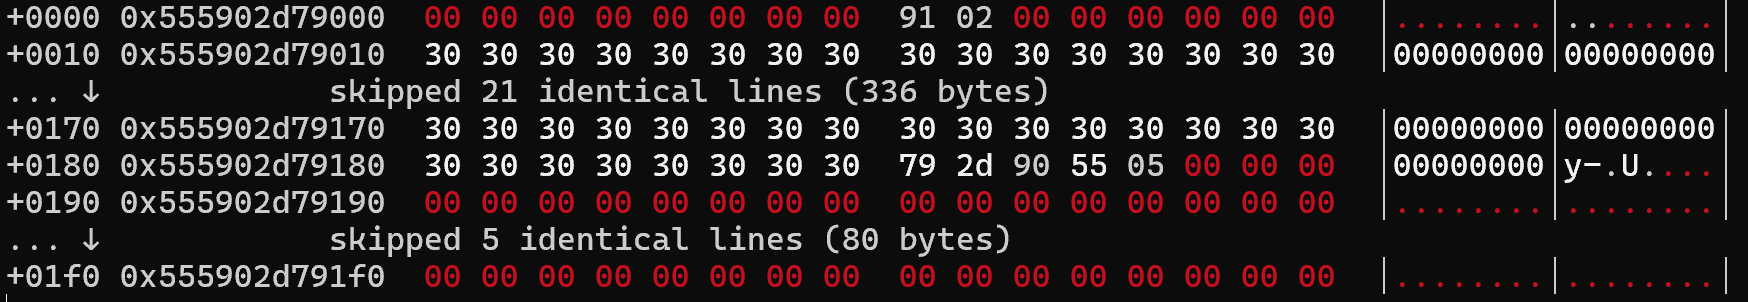 +0000 0x555902d79000  00 00 00 00 00 00 00 00  91 02 00 00 00 00 00 00  │........│........│
+0010 0x555902d79010  30 30 30 30 30 30 30 30  30 30 30 30 30 30 30 30  │00000000│00000000│
... ↓            skipped 21 identical lines (336 bytes)
+0170 0x555902d79170  30 30 30 30 30 30 30 30  30 30 30 30 30 30 30 30  │00000000│00000000│
+0180 0x555902d79180  30 30 30 30 30 30 30 30  79 2d 90 55 05 00 00 00  │00000000│y-.U....│
+0190 0x555902d79190  00 00 00 00 00 00 00 00  00 00 00 00 00 00 00 00  │........│........│
... ↓            skipped 5 identical lines (80 bytes)
+01f0 0x555902d791f0  00 00 00 00 00 00 00 00  00 00 00 00 00 00 00 00  │........│........│